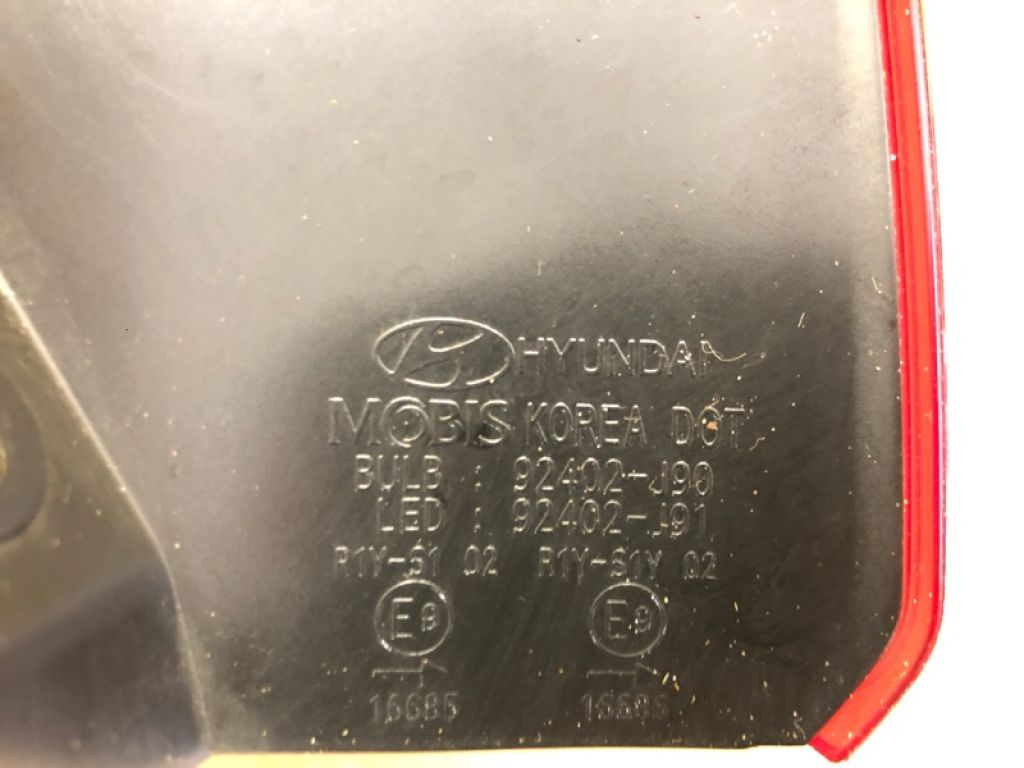 HYUNDAI
MOBIS KOREA DOT
BULB : 92402-J90
LED : 92402-J91
R1Y-S1 02 R1Y-S1Y 02
E9 E9
→ →
16685